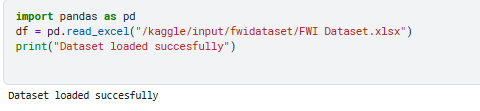 import pandas as pd
df = pd.read_excel("/kaggle/input/fwidataset/FWI Dataset.xlsx")
print("Dataset loaded succesfully")
Dataset loaded succesfully